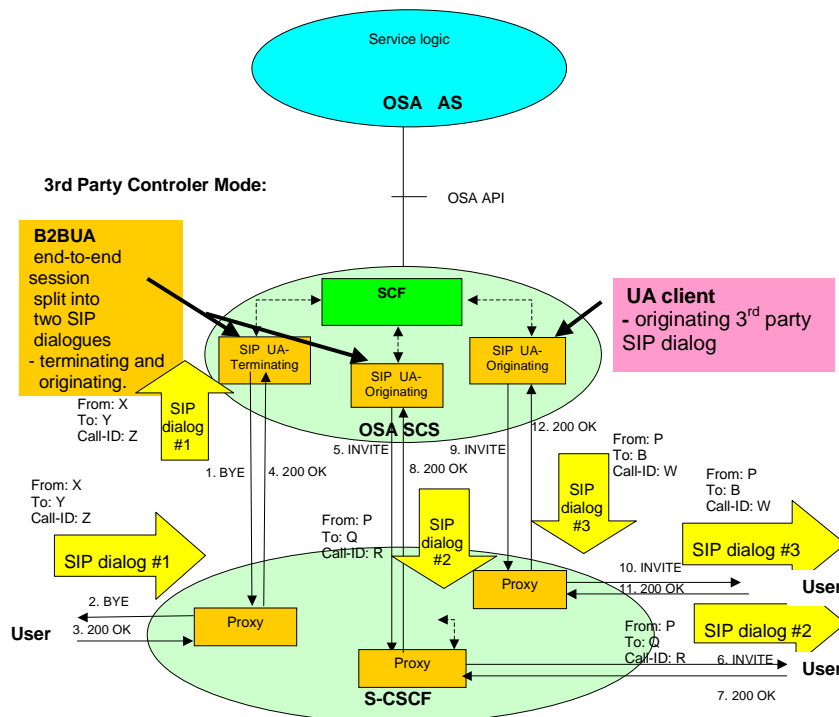 Service logic
OSA AS
3rd Party Controler Mode:
OSA API
B2BUA
end-to-end
session
split into
two SIP
dialogues
- terminating and
originating.
SCF
UA client
- originating 3rd party
SIP dialog
SIP UA-
Terminating
SIP UA-
Originating
SIP UA-
Originating
OSA SCS
From: X
To: Y
Call-ID: Z
SIP
dialog
#1
1. BYE
4. 200 OK
5. INVITE
8. 200 OK
9. INVITE
12. 200 OK
From: P
To: B
Call-ID: W
From: P
To: B
Call-ID: W
From: X
To: Y
Call-ID: Z
SIP dialog #1
From: P
To: Q
Call-ID: R
SIP
dialog
#2
SIP
dialog
#3
SIP dialog #3
Proxy
10. INVITE
11. 200 OK
User
2. BYE
3. 200 OK
User
Proxy
From: P
To: Q
Call-ID: R
SIP dialog #2
Proxy
6. INVITE
7. 200 OK
User
S-CSCF